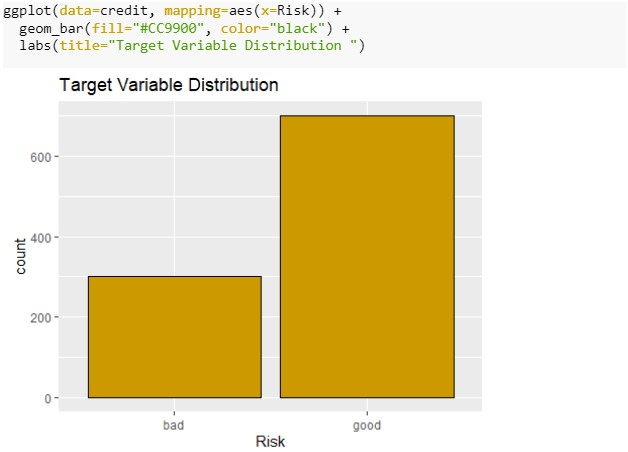 ggplot(data=credit, mapping=aes(x=Risk)) +
  geom_bar(fill="#CC9900", color="black") +
  labs(title="Target Variable Distribution ")
Target Variable Distribution
600
400
count
200
0
bad good
Risk